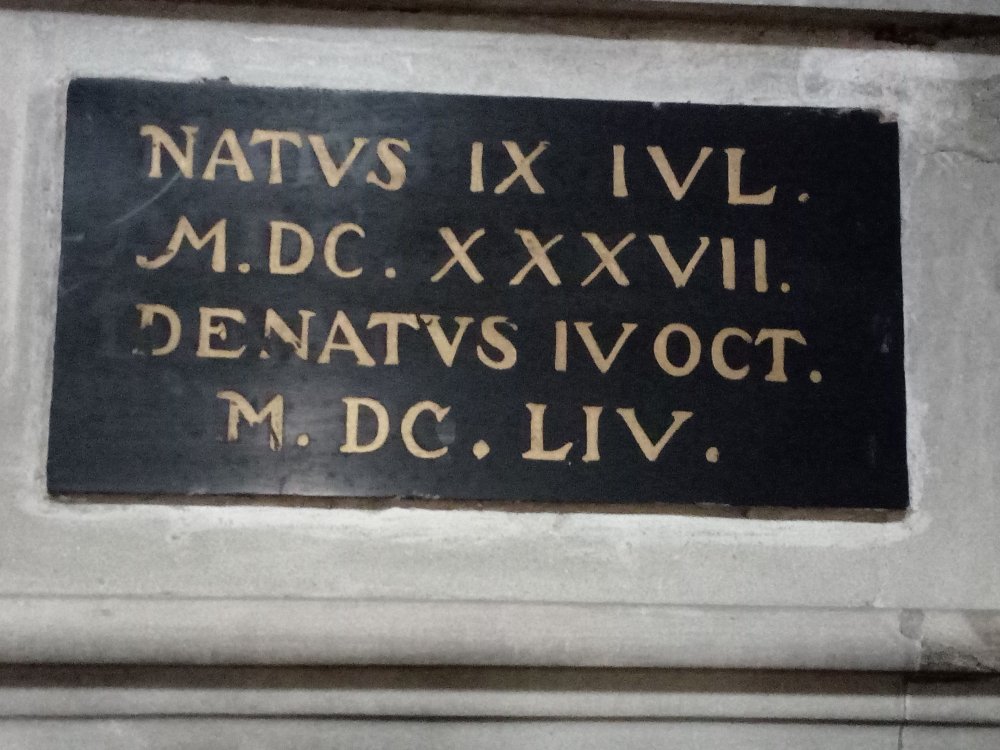 NATVS IX IVL.
M.DC. XXXVII.
DENATVS IV OCT.
M. DC. LIV.